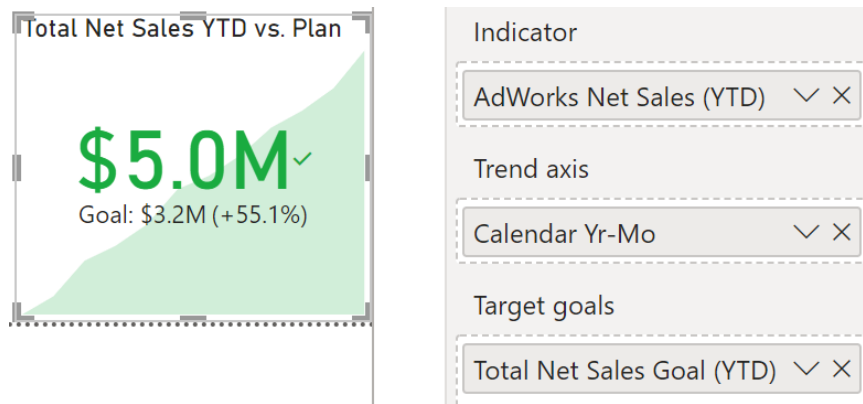 Total Net Sales YTD vs. Plan
$5.0M
Goal: $3.2M (+55.1%)
Indicator
AdWorks Net Sales (YTD)
Trend axis
Calendar Yr-Mo
Target goals
Total Net Sales Goal (YTD)